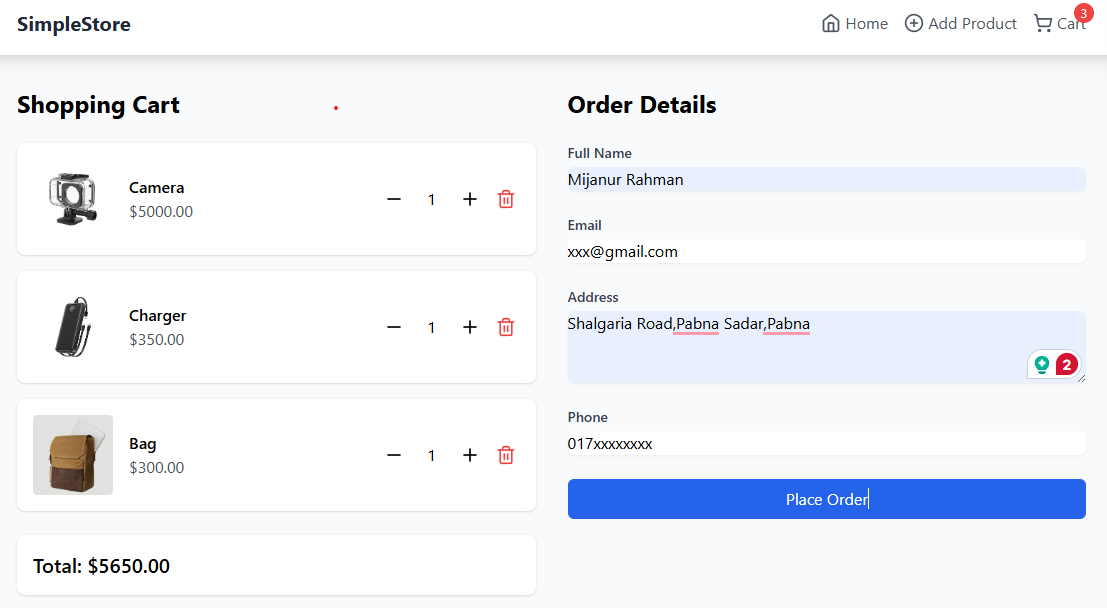 SimpleStore
Home
Add Product
Cart
3
Shopping Cart
Camera
$5000.00
1
Charger
$350.00
1
Bag
$300.00
1
Total: $5650.00
Order Details
Full Name
Mijanur Rahman
Email
xxx@gmail.com
Address
Shalgaria Road,Pabna Sadar,Pabna
2
Phone
017xxxxxxxx
Place Order